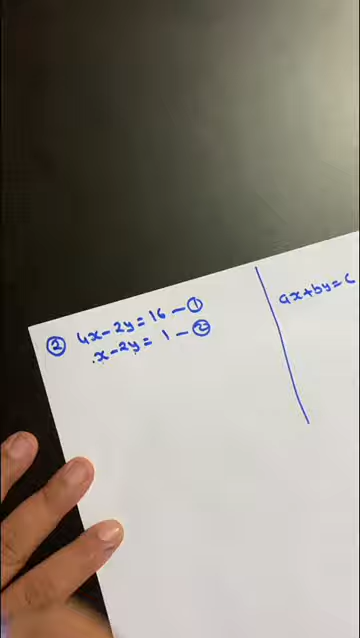 ② 4x-2y=16 -①
x-2y= 1 -②
ax+by=c